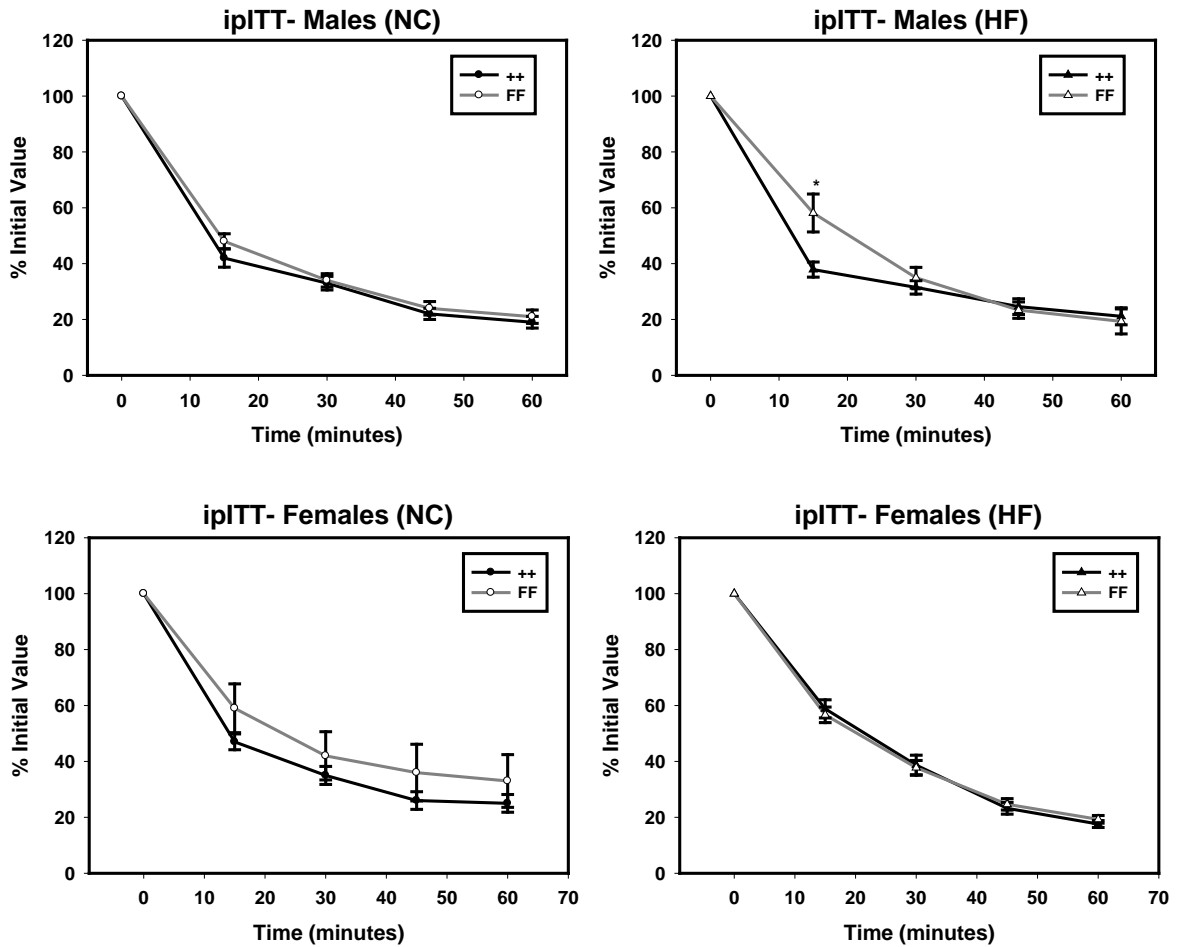 ipITT- Males (NC)
120
100
80
60
40
20
0
% Initial Value
++
FF
0 10 20 30 40 50 60
Time (minutes)
ipITT- Males (HF)
120
100
80
60
40
20
0
% Initial Value
++
FF
*
0 10 20 30 40 50 60
Time (minutes)
ipITT- Females (NC)
120
100
80
60
40
20
0
% Initial Value
++
FF
0 10 20 30 40 50 60 70
Time (minutes)
ipITT- Females (HF)
120
100
80
60
40
20
0
% Initial Value
++
FF
0 10 20 30 40 50 60 70
Time (minutes)